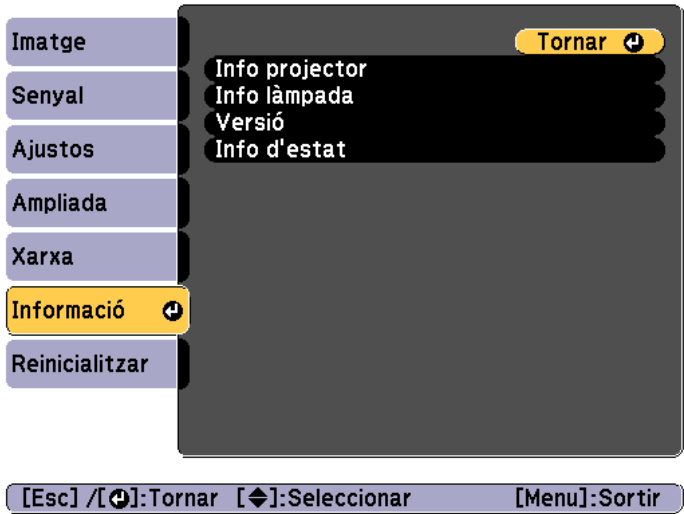 Imatge
Senyal
Ajustos
Ampliada
Xarxa
Informació
Reinicialitzar
Tornar
Info projector
Info làmpada
Versió
Info d'estat
[Esc] /[ ]:Tornar [ ]:Seleccionar [Menu]:Sortir